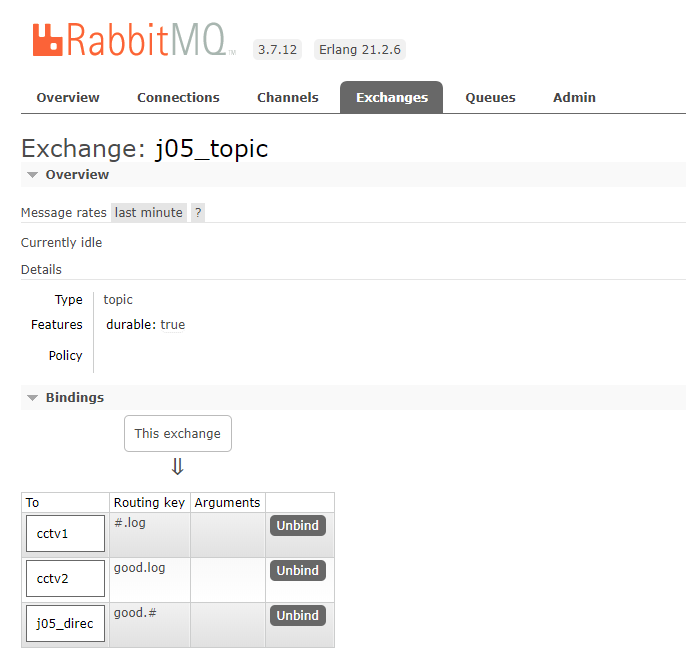 RabbitMQ TM 3.7.12 Erlang 21.2.6
Overview Connections Channels Exchanges Queues Admin
Exchange: j05_topic
Overview
Message rates last minute ?
Currently idle
Details
Type topic
Features durable: true
Policy
Bindings
This exchange
⇓
To Routing key Arguments
cctv1 #.log Unbind
cctv2 good.log Unbind
j05_direc good.# Unbind